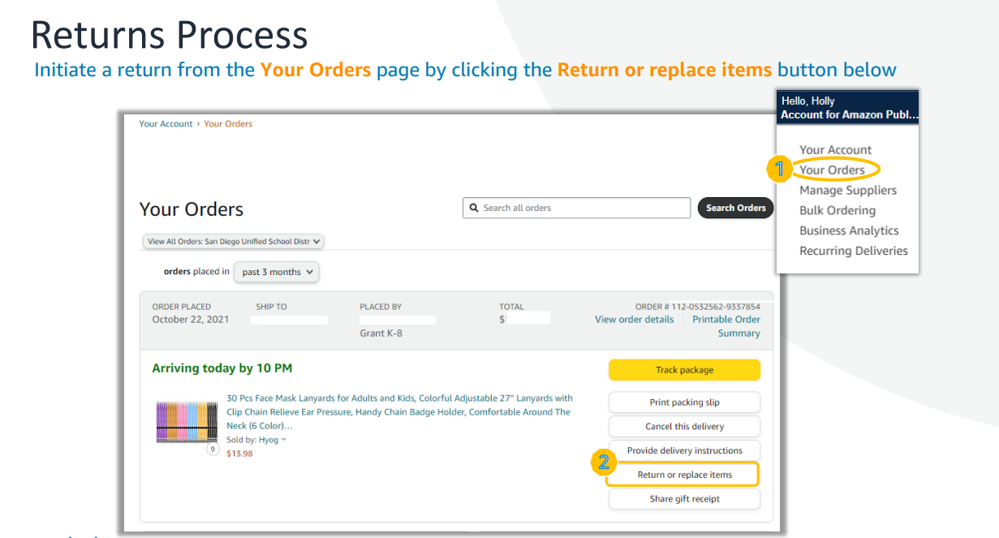 Returns Process
Initiate a return from the Your Orders page by clicking the Return or replace items button below
Hello, Holly
Account for Amazon Publ...
Your Account
1
Your Orders
Manage Suppliers
Bulk Ordering
Business Analytics
Recurring Deliveries
Your Account › Your Orders
Your Orders
Search all orders
Search Orders
View All Orders: San Diego Unified School Distr
orders placed in past 3 months
ORDER PLACED SHIP TO PLACED BY TOTAL ORDER # 112-0532562-9337854
October 22, 2021 $ View order details Printable Order
Grant K-8 Summary
Arriving today by 10 PM
Track package
30 Pcs Face Mask Lanyards for Adults and Kids, Colorful Adjustable 27" Lanyards with
Clip Chain Relieve Ear Pressure, Handy Chain Badge Holder, Comfortable Around The
Neck (6 Color)...
Sold by: Hyog
9
$13.98
Print packing slip
Cancel this delivery
Provide delivery instructions
2
Return or replace items
Share gift receipt